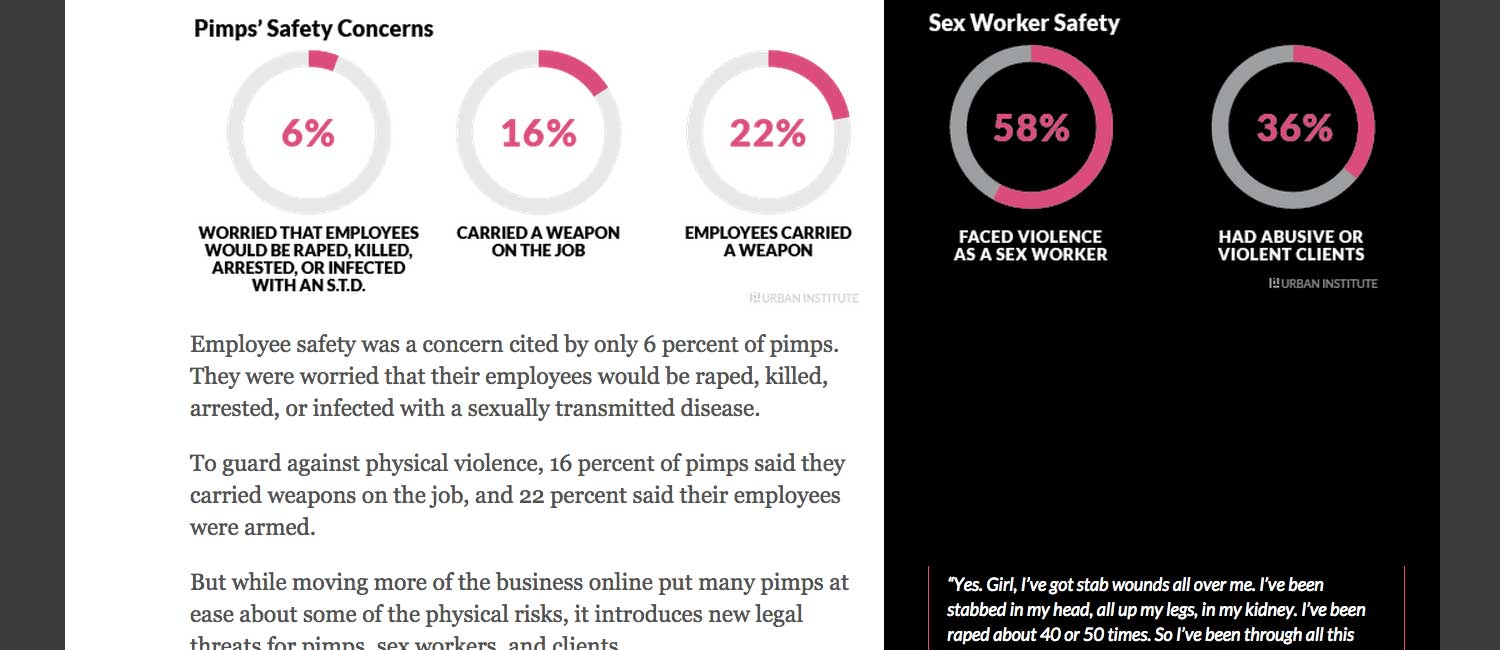 Pimps’ Safety Concerns
6%
WORRIED THAT EMPLOYEES
WOULD BE RAPED, KILLED,
ARRESTED, OR INFECTED
WITH AN S.T.D.
16%
CARRIED A WEAPON
ON THE JOB
22%
EMPLOYEES CARRIED
A WEAPON
URBAN INSTITUTE
Employee safety was a concern cited by only 6 percent of pimps.
They were worried that their employees would be raped, killed,
arrested, or infected with a sexually transmitted disease.
To guard against physical violence, 16 percent of pimps said they
carried weapons on the job, and 22 percent said their employees
were armed.
But while moving more of the business online put many pimps at
ease about some of the physical risks, it introduces new legal
threats for pimps, sex workers, and clients.
Sex Worker Safety
58%
FACED VIOLENCE
AS A SEX WORKER
36%
HAD ABUSIVE OR
VIOLENT CLIENTS
URBAN INSTITUTE
“Yes. Girl, I’ve got stab wounds all over me. I’ve been
stabbed in my head, all up my legs, in my kidney. I’ve been
raped about 40 or 50 times. So I’ve been through all this